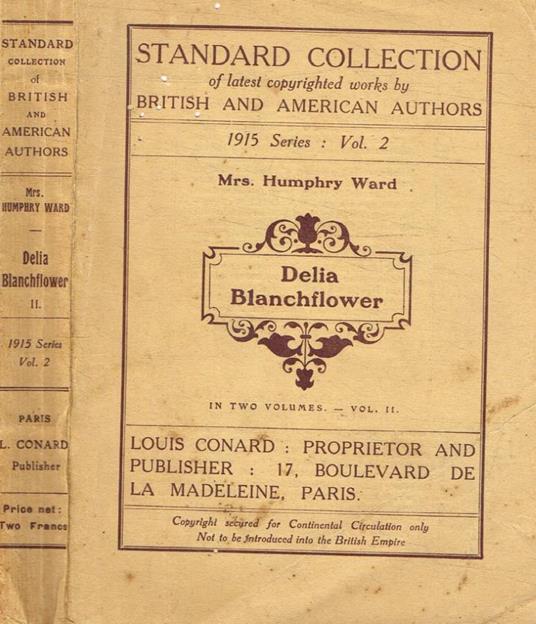 STANDARD
COLLECTION
of
BRITISH
AND
AMERICAN
AUTHORS
Mrs.
HUMPHRY WARD
Delia
Blanchflower
II.
1915 Series
Vol. 2
PARIS
L. CONARD
Publisher
Price net:
Two Francs
STANDARD COLLECTION
of latest copyrighted works by
BRITISH AND AMERICAN AUTHORS
1915 Series : Vol. 2
Mrs. Humphry Ward
Delia
Blanchflower
IN TWO VOLUMES. — VOL. II.
LOUIS CONARD : PROPRIETOR AND
PUBLISHER : 17, BOULEVARD DE
LA MADELEINE, PARIS.
Copyright secured for Continental Circulation only
Not to be introduced into the British Empire